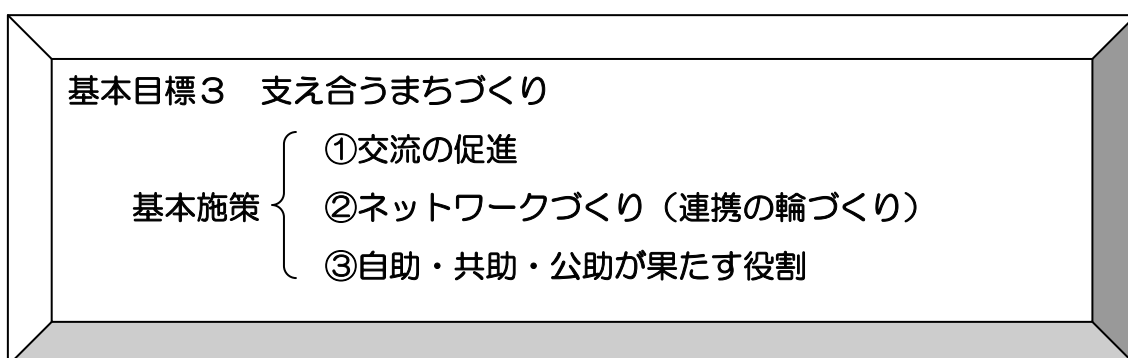 基本目標３　支え合うまちづくり
①交流の促進
基本施策　②ネットワークづくり（連携の輪づくり）
③自助・共助・公助が果たす役割